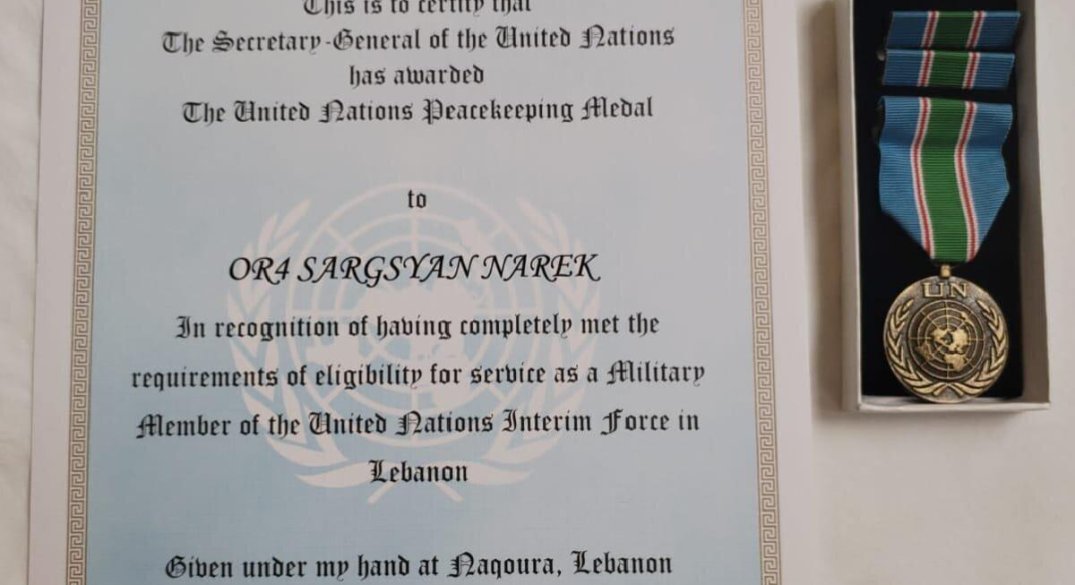 This is to certify that
The Secretary-General of the United Nations
has awarded
The United Nations Peacekeeping Medal
to
OR4 SARGSYAN NAREK
In recognition of having completely met the
requirements of eligibility for service as a Military
Member of the United Nations Interim Force in
Lebanon
Given under my hand at Naqoura, Lebanon
UN